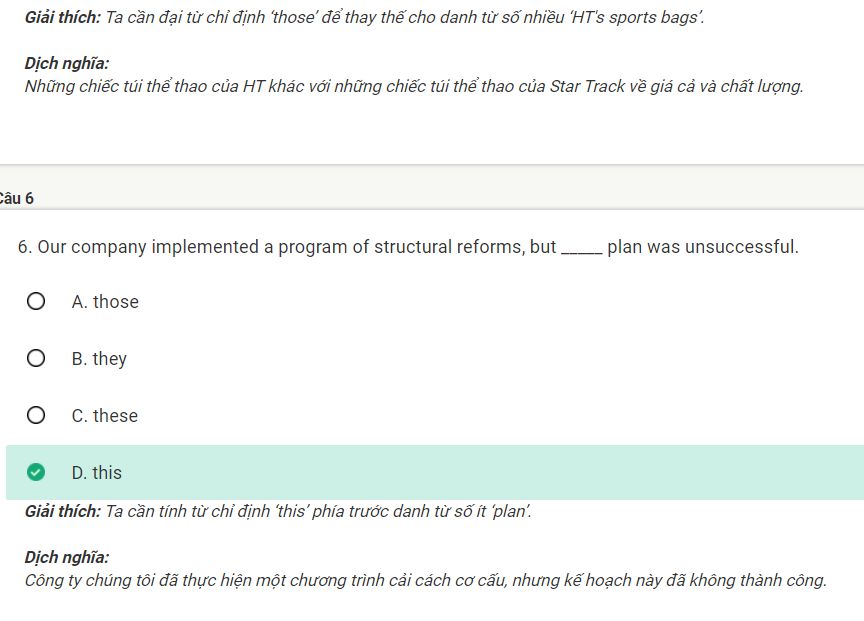 Giải thích: Ta cần đại từ chỉ định ‘those’ để thay thế cho danh từ số nhiều ‘HT's sports bags’.
Dịch nghĩa:
Những chiếc túi thể thao của HT khác với những chiếc túi thể thao của Star Track về giá cả và chất lượng.
Câu 6
6. Our company implemented a program of structural reforms, but _____ plan was unsuccessful.
A. those
B. they
C. these
D. this
Giải thích: Ta cần tính từ chỉ định ‘this’ phía trước danh từ số ít ‘plan’.
Dịch nghĩa:
Công ty chúng tôi đã thực hiện một chương trình cải cách cơ cấu, nhưng kế hoạch này đã không thành công.